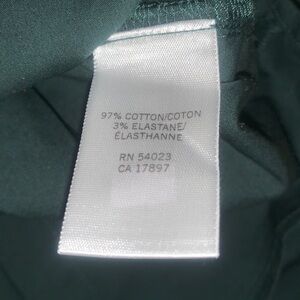 97% COTTON/COTON
3% ELASTANE/
ÉLASTHANNE
RN 54023
CA 17897